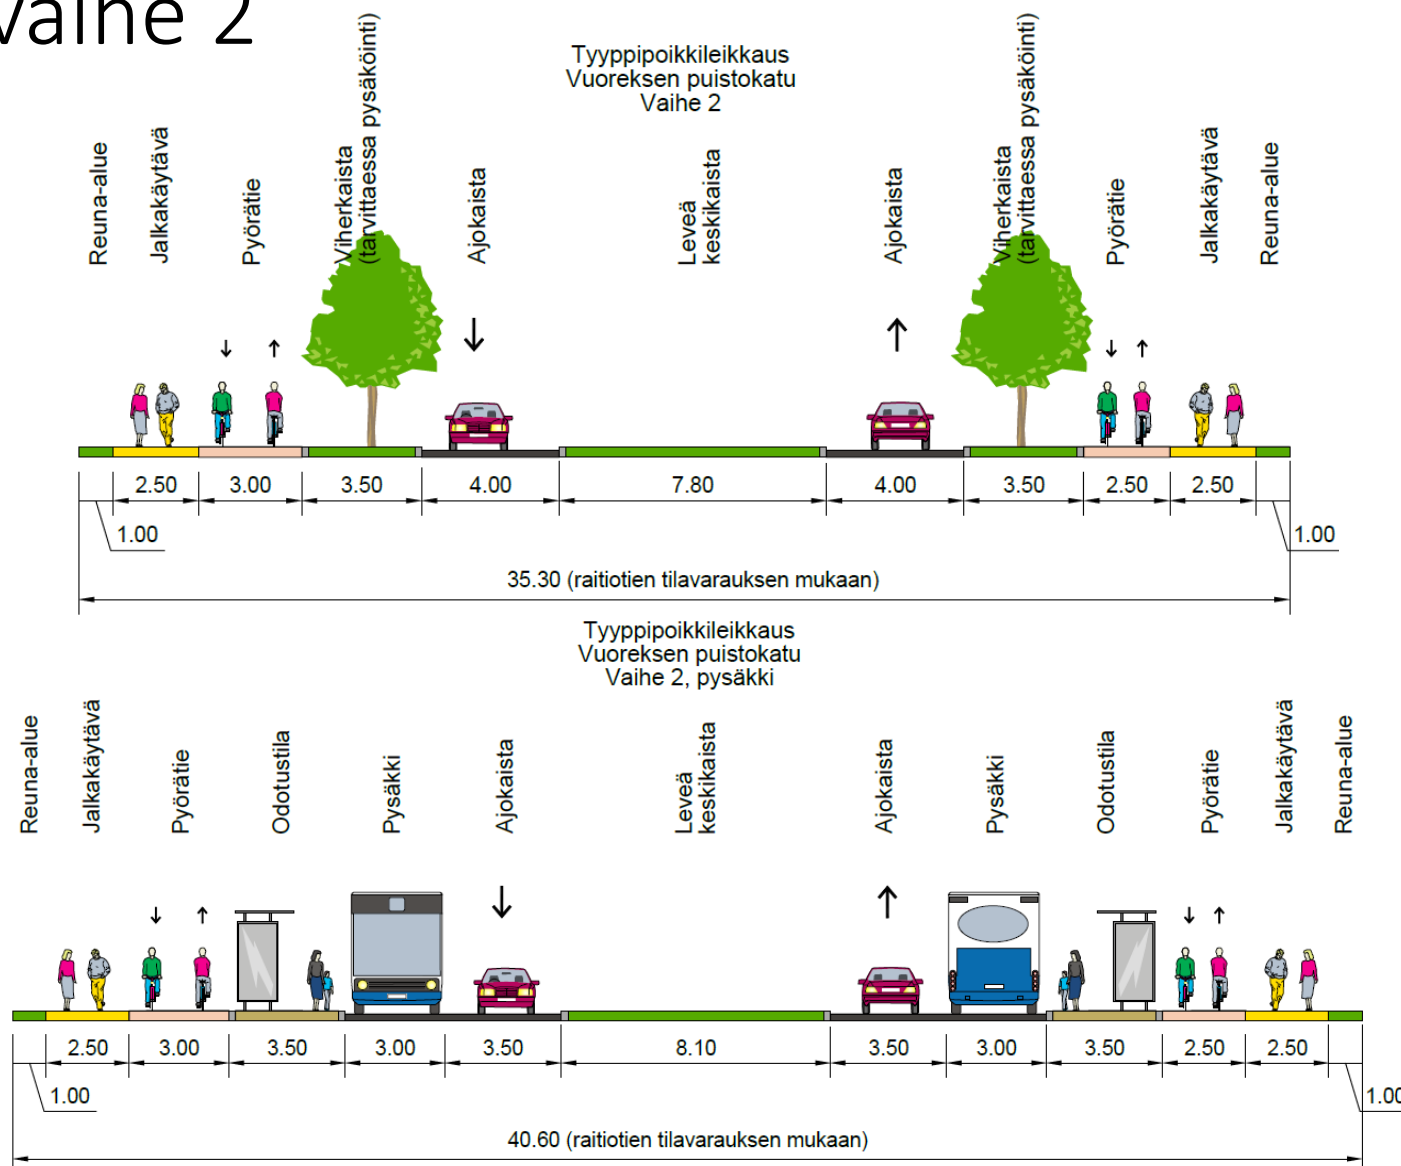 vaihe 2
Tyyppipoikkileikkaus
Vuoreksen puistokatu
Vaihe 2
Reuna-alue
Jalkakäytävä
Pyörätie
Viherkaista
(tarvittaessa pysäköinti)
Ajokaista
Leveä
keskikaista
Ajokaista
Viherkaista
(tarvittaessa pysäköinti)
Pyörätie
Jalkakäytävä
Reuna-alue
2.50 3.00 3.50 4.00 7.80 4.00 3.50 2.50 2.50
1.00 1.00
35.30 (raitiotien tilavarauksen mukaan)
Tyyppipoikkileikkaus
Vuoreksen puistokatu
Vaihe 2, pysäkki
Reuna-alue
Jalkakäytävä
Pyörätie
Odotustila
Pysäkki
Ajokaista
Leveä
keskikaista
Ajokaista
Pysäkki
Odotustila
Pyörätie
Jalkakäytävä
Reuna-alue
2.50 3.00 3.50 3.00 3.50 8.10 3.50 3.00 3.50 2.50 2.50
1.00 1.00
40.60 (raitiotien tilavarauksen mukaan)